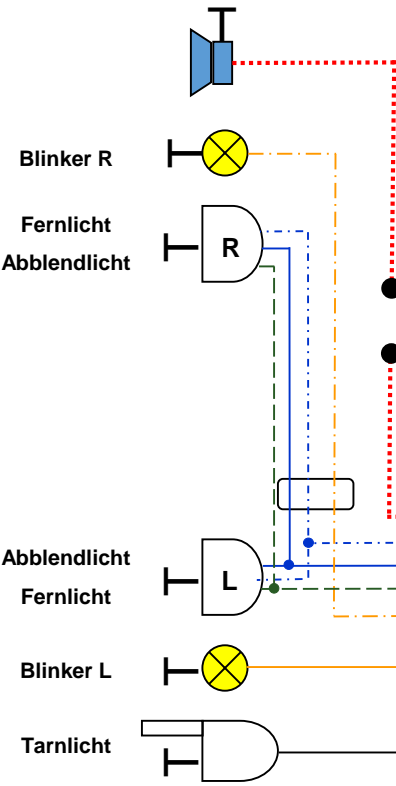 Blinker R
Fernlicht
Abblendlicht
R
Abblendlicht
Fernlicht
L
Blinker L
Tarnlicht